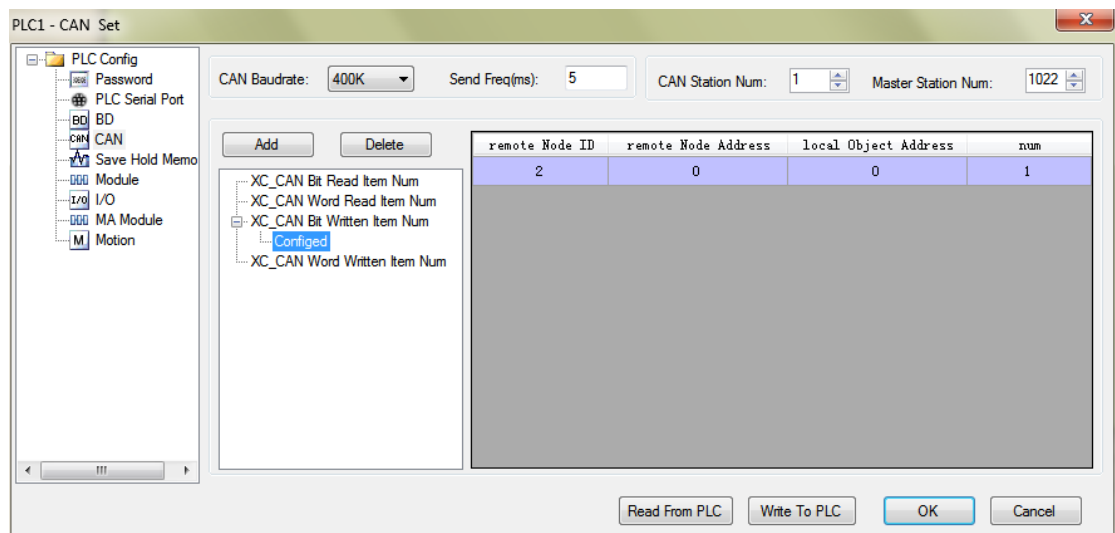 PLC1 - CAN Set
x
PLC Config
Password
PLC Serial Port
BD BD
CAN CAN
Save Hold Memo
Module
I/O I/O
MA Module
M Motion
CAN Baudrate: 400K Send Freq(ms): 5 CAN Station Num: 1 Master Station Num: 1022
Add Delete
XC_CAN Bit Read Item Num
XC_CAN Word Read Item Num
XC_CAN Bit Written Item Num
Configed
XC_CAN Word Written Item Num
remote Node ID remote Node Address local Object Address num
2 0 0 1
Read From PLC Write To PLC OK Cancel